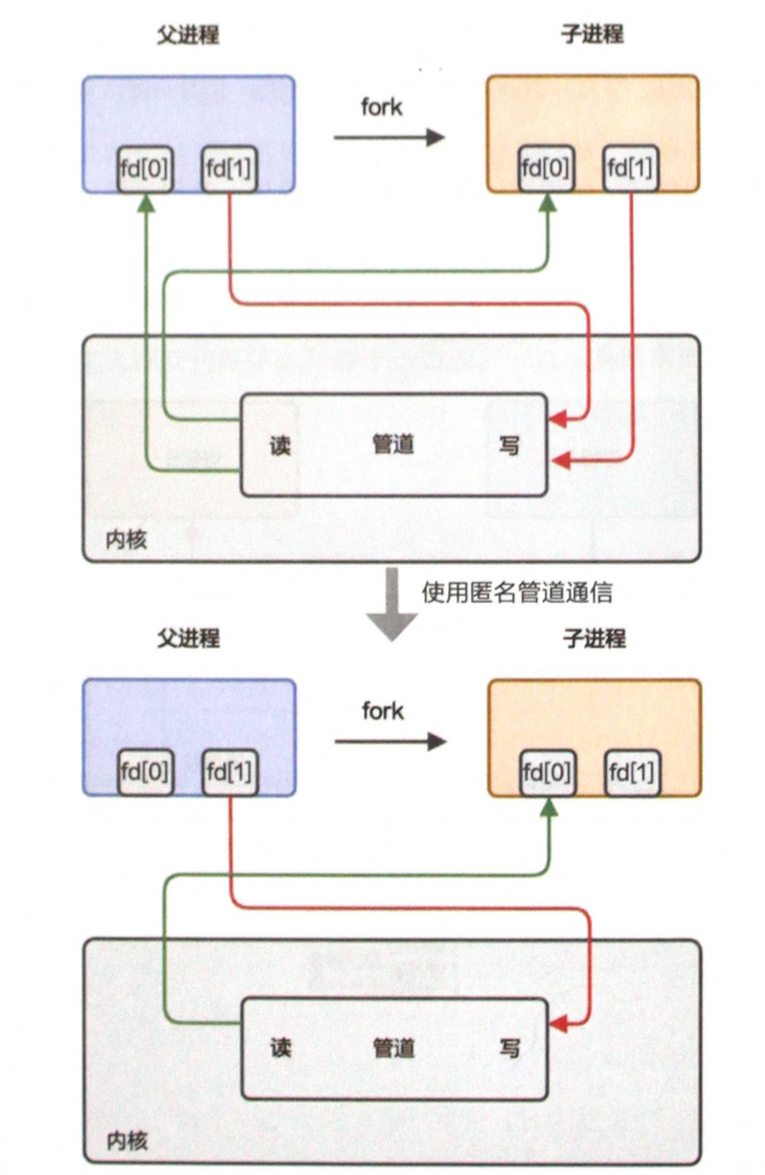 父进程
子进程
fork
fd[0]
fd[1]
fd[0]
fd[1]
读
管道
写
内核
使用匿名管道通信
父进程
子进程
fork
fd[0]
fd[1]
fd[0]
fd[1]
读
管道
写
内核